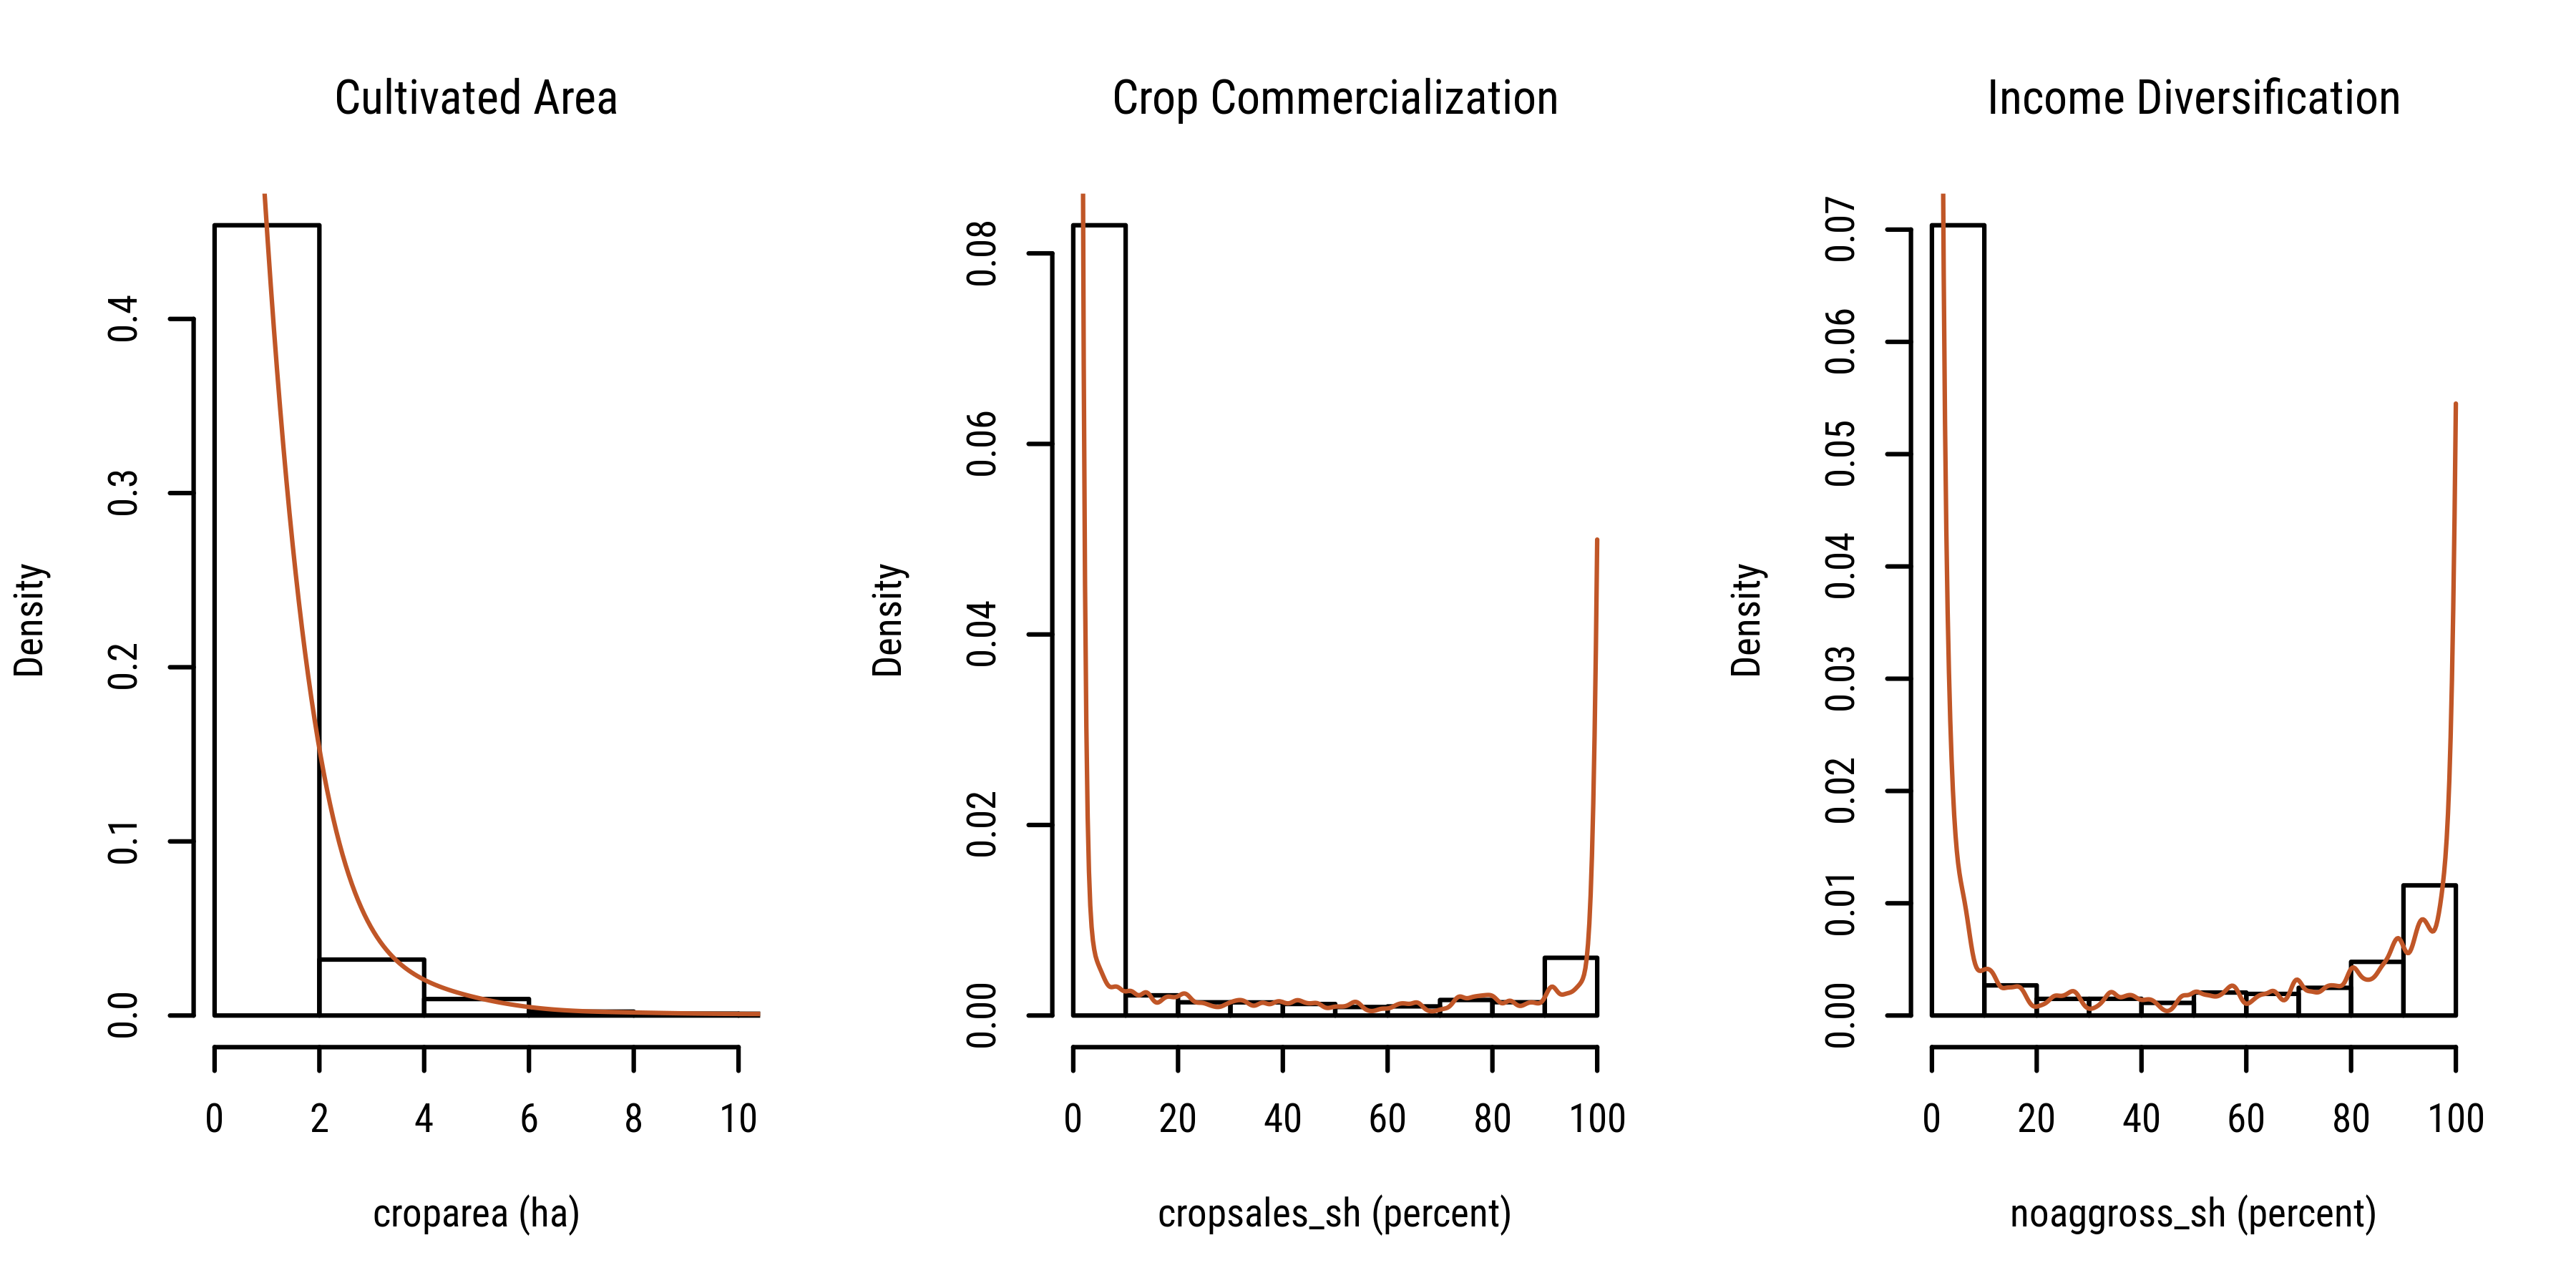 Cultivated Area
Density
0.4
0.3
0.2
0.1
0.0
0 2 4 6 8 10
croparea (ha)
Crop Commercialization
Density
0.08
0.06
0.04
0.02
0.00
0 20 40 60 80 100
cropsales_sh (percent)
Income Diversification
Density
0.07
0.06
0.05
0.04
0.03
0.02
0.01
0.00
0 20 40 60 80 100
noaggross_sh (percent)